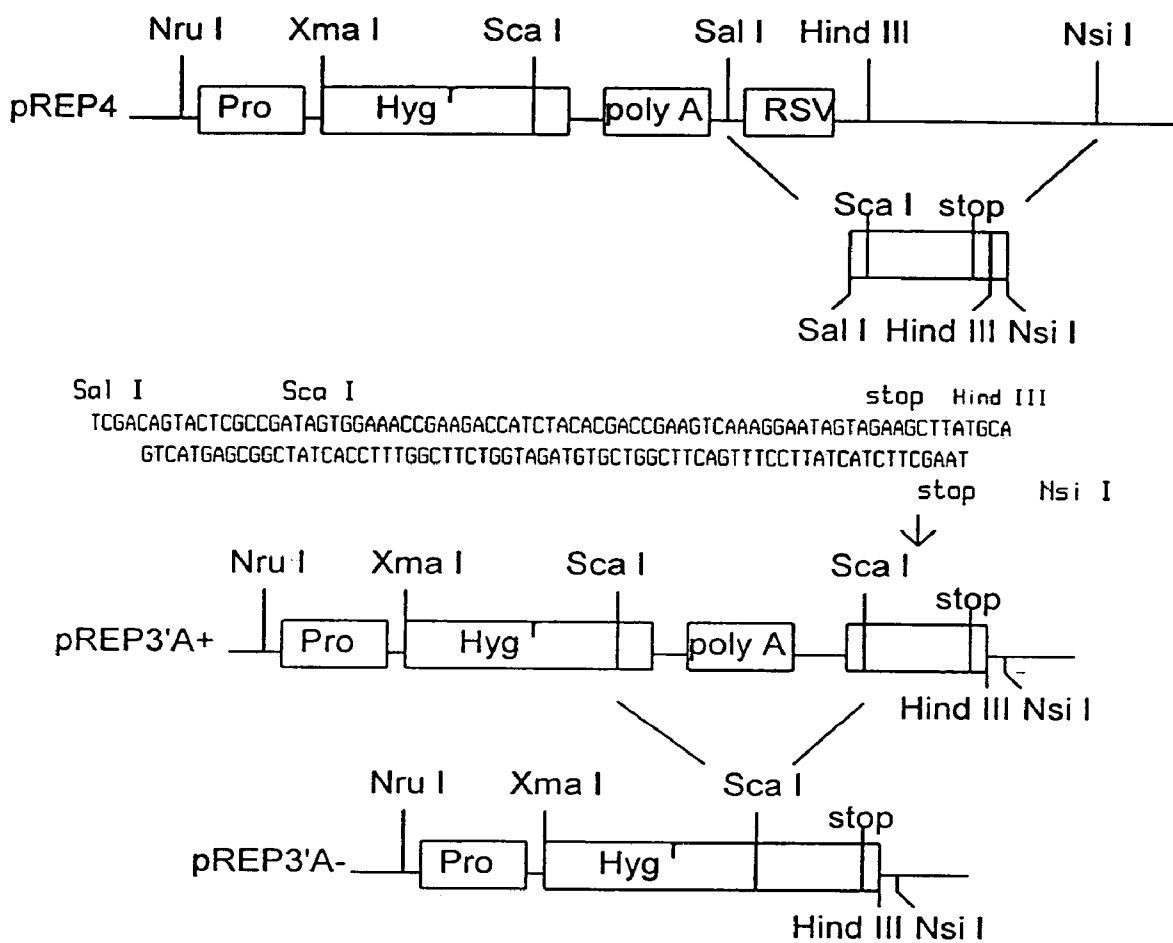 Nru I Xma I Sca I Sal I Hind III Nsi I
pREP4 Pro Hyg poly A RSV
Sca I stop
Sal I Hind III Nsi I
Sal I Sca I stop Hind III
TCGACAGTACTCGCCGATAGTGGAAACCGAAGACCATCTACACGACCGAAGTCAAAGGAATAGTAGAAGCTTATGCA
GTCATGAGCGGCTATCACCTTTGGCTTCTGGTAGATGTGCTGGCTTCAGTTTCCTTATCATCTTCGAAT
stop Nsi I
Nru I Xma I Sca I Sca I
stop
pREP3'A+ Pro Hyg poly A
Hind III Nsi I
Nru I Xma I Sca I
stop
pREP3'A- Pro Hyg
Hind III Nsi I